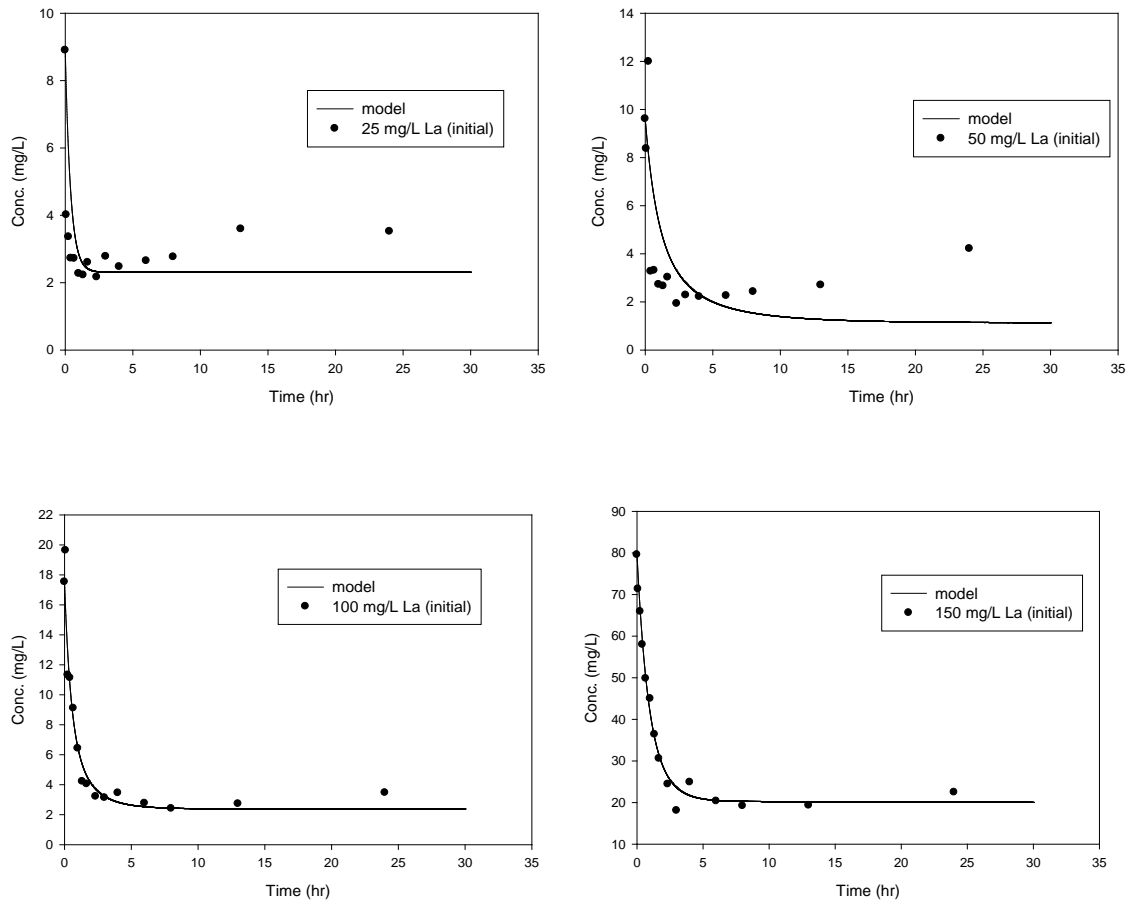 10
8
6
4
2
0
Conc. (mg/L)
model
25 mg/L La (initial)
0 5 10 15 20 25 30 35
Time (hr)
14
12
10
8
6
4
2
0
Conc. (mg/L)
model
50 mg/L La (initial)
0 5 10 15 20 25 30 35
Time (hr)
22
20
18
16
14
12
10
8
6
4
2
0
Conc. (mg/L)
model
100 mg/L La (initial)
0 5 10 15 20 25 30 35
Time (hr)
90
80
70
60
50
40
30
20
10
Conc. (mg/L)
model
150 mg/L La (initial)
0 5 10 15 20 25 30 35
Time (hr)